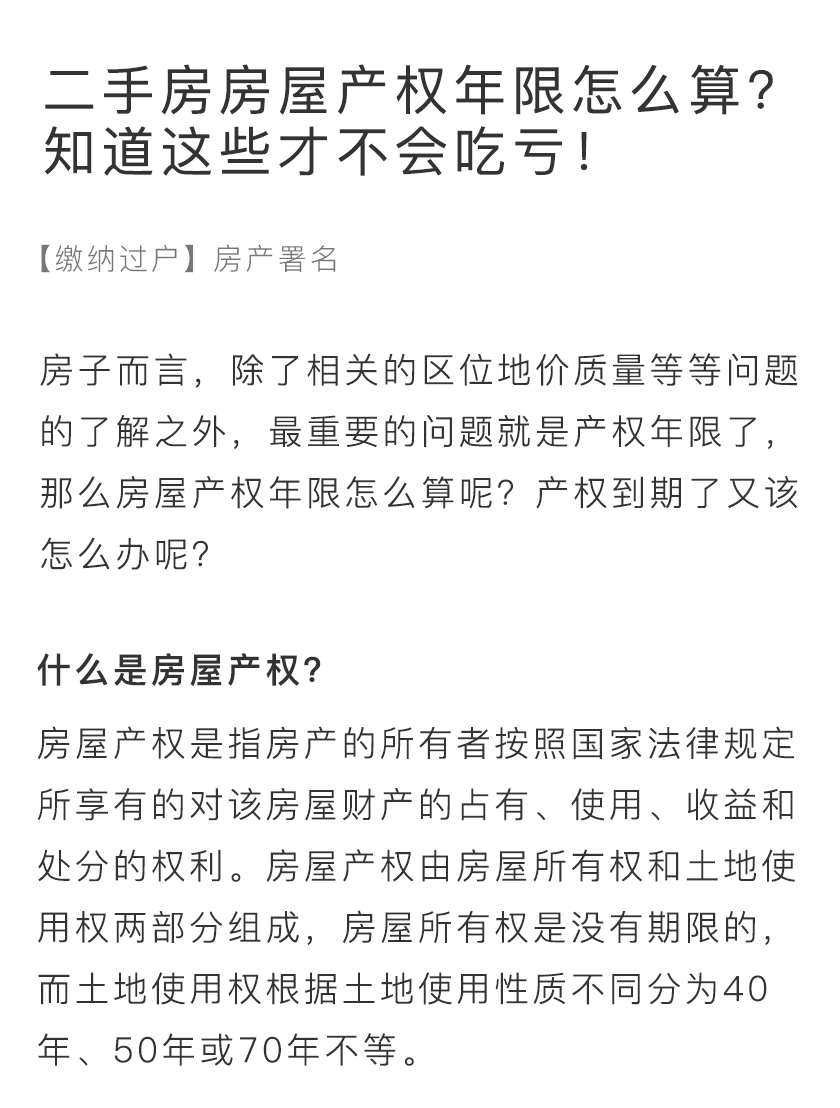 二手房房屋产权年限怎么算？
知道这些才不会吃亏！
【缴纳过户】房产署名
房子而言，除了相关的区位地价质量等等问题
的了解之外，最重要的问题就是产权年限了，
那么房屋产权年限怎么算呢？产权到期了又该
怎么办呢？
什么是房屋产权？
房屋产权是指房产的所有者按照国家法律规定
所享有的对该房屋财产的占有、使用、收益和
处分的权利。房屋产权由房屋所有权和土地使
用权两部分组成，房屋所有权是没有期限的，
而土地使用权根据土地使用性质不同分为40
年、50年或70年不等。